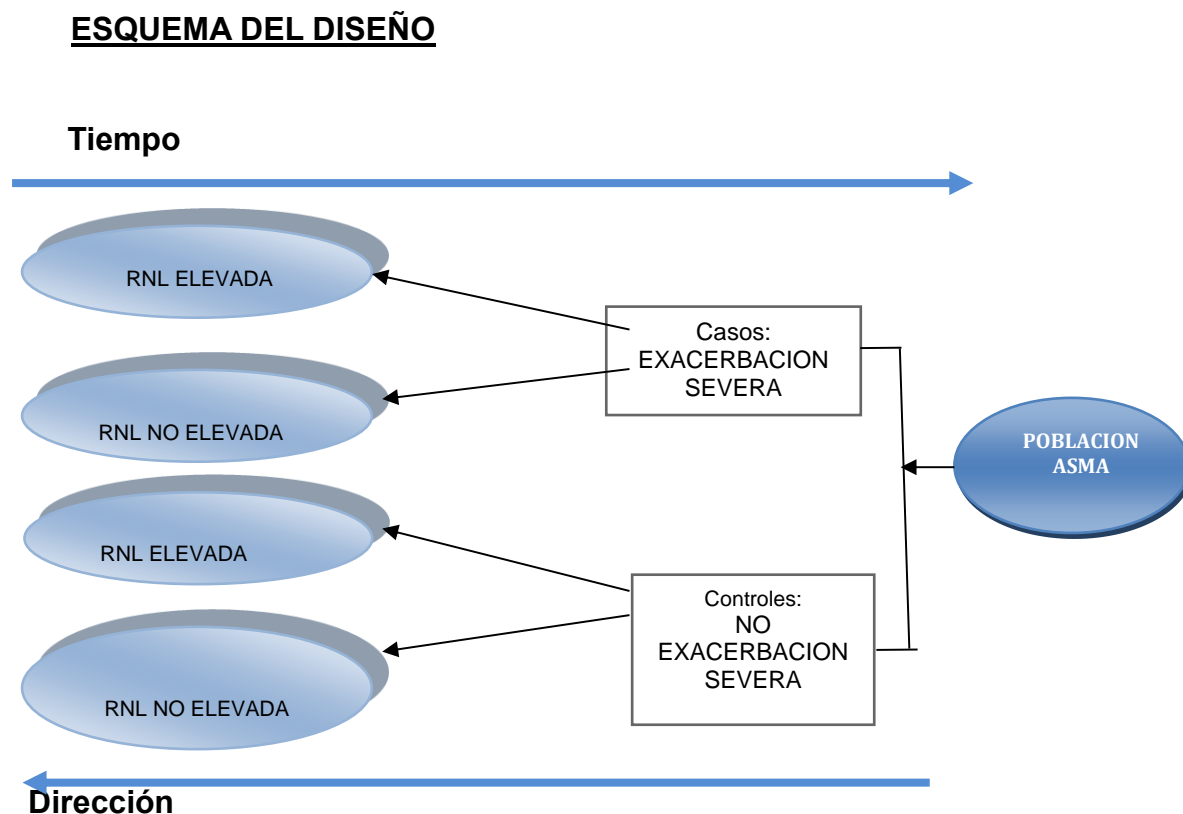 ESQUEMA DEL DISEÑO
Tiempo
RNL ELEVADA
Casos:
EXACERBACION
SEVERA
RNL NO ELEVADA
POBLACION
ASMA
RNL ELEVADA
Controles:
NO
EXACERBACION
SEVERA
RNL NO ELEVADA
Dirección